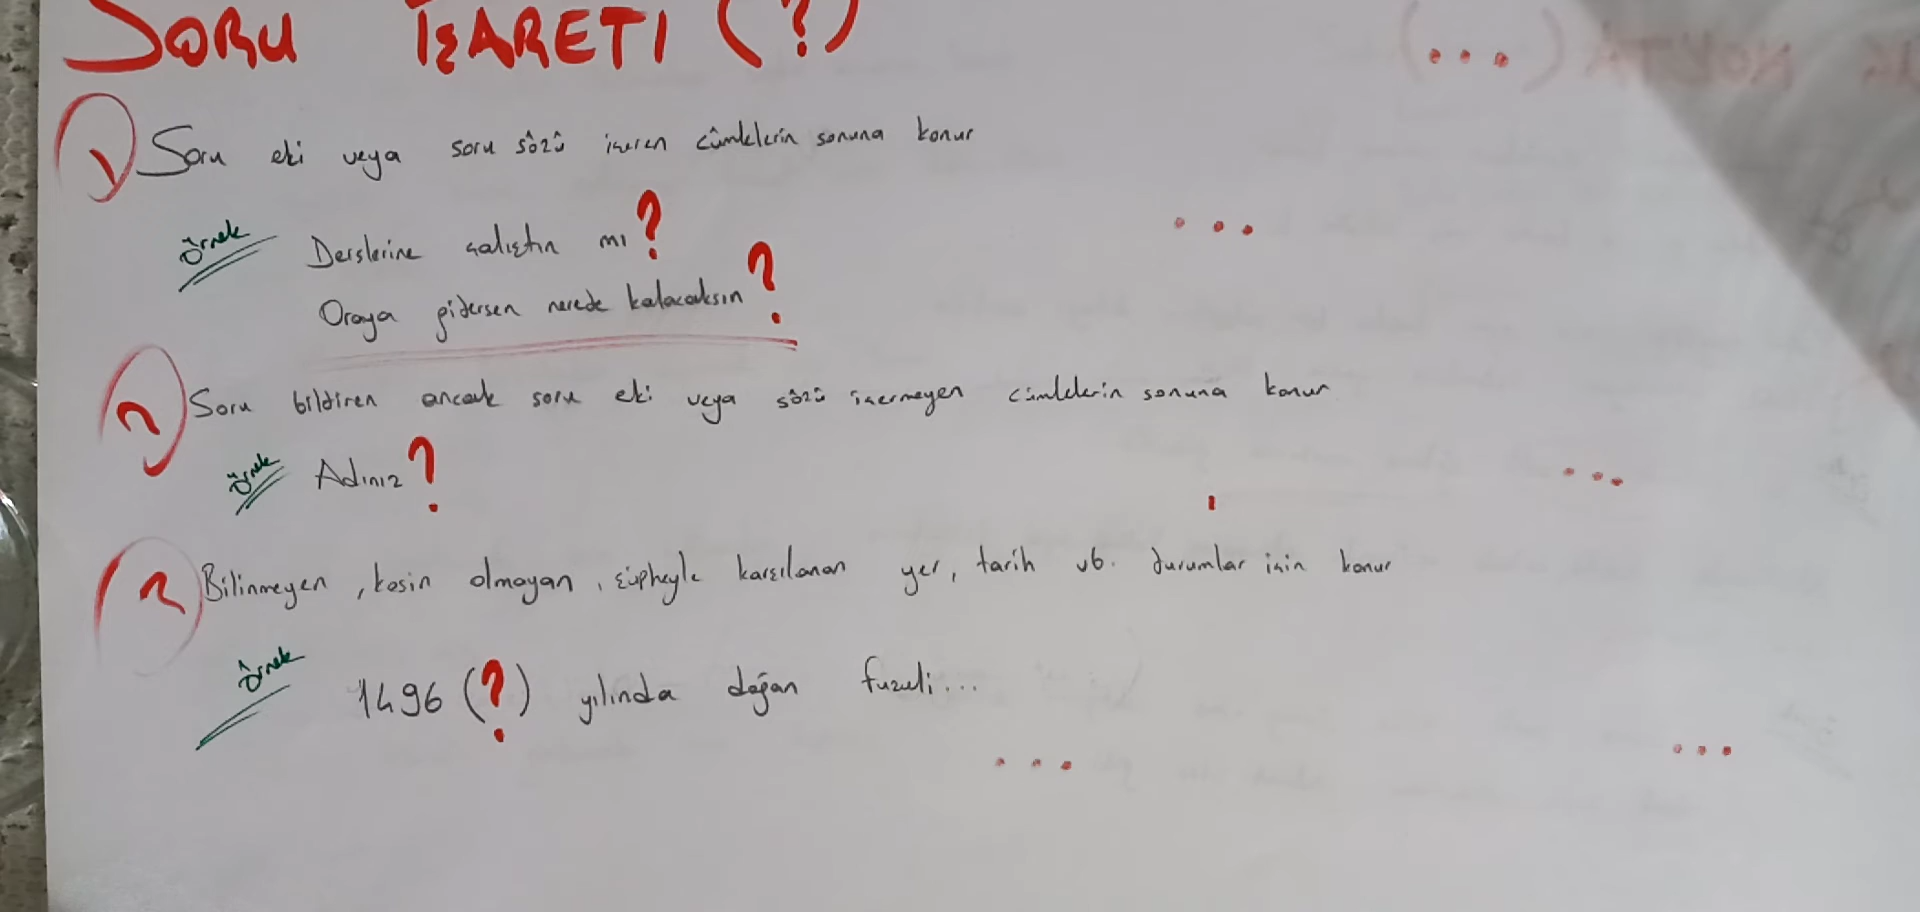 SORU İŞARETİ (?)
1 Soru eki veya soru sözü içeren cümlelerin sonuna konur
Örnek Derslerine çalıştın mı?
Oraya gidersen nerede kalacaksın?
2 Soru bildiren ancak soru eki veya sözü içermeyen cümlelerin sonuna konur
Örnek Adınız?
3 Bilinmeyen, kesin olmayan, şüpheyle karşılanan yer, tarih vb. durumlar için konur
Örnek 1496 (?) yılında doğan fuzuli...